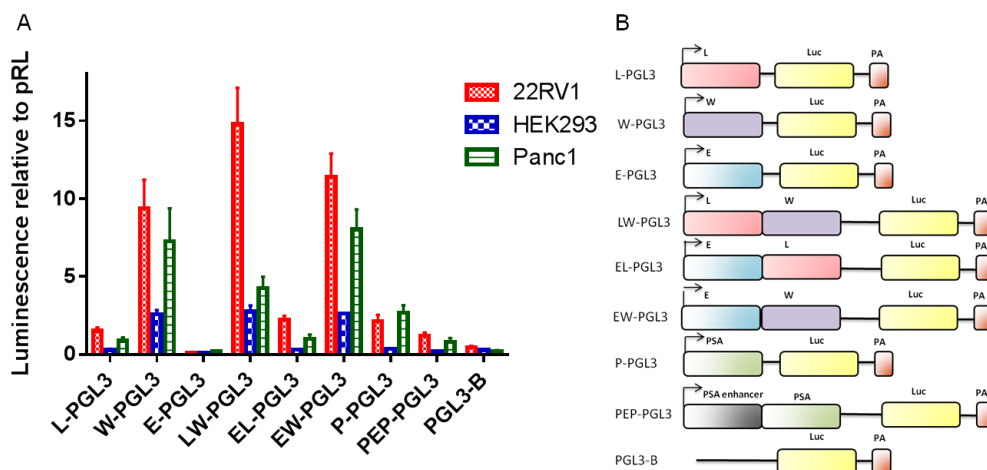 A
Luminescence relative to pRL
15
10
5
0
22RV1
HEK293
Panc1
L-PGL3
W-PGL3
E-PGL3
LW-PGL3
EL-PGL3
EW-PGL3
P-PGL3
PEP-PGL3
PGL3-B
B
L Luc PA
L-PGL3
W Luc PA
W-PGL3
E Luc PA
E-PGL3
L W Luc PA
LW-PGL3
E L Luc PA
EL-PGL3
E W Luc PA
EW-PGL3
PSA Luc PA
P-PGL3
PSA enhancer PSA Luc PA
PEP-PGL3
Luc PA
PGL3-B